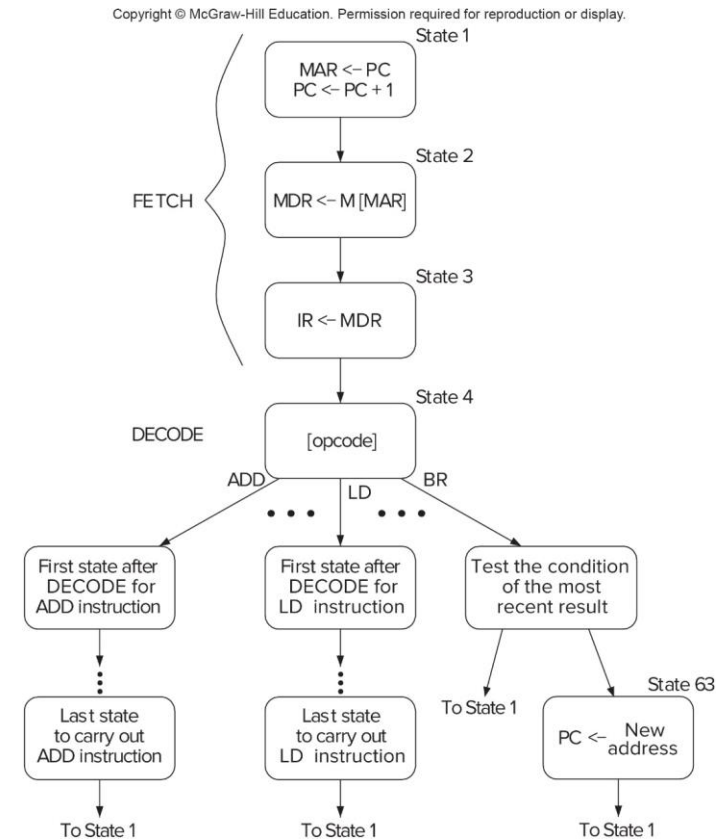 Copyright © McGraw-Hill Education. Permission required for reproduction or display.
State 1
MAR <– PC
PC <– PC + 1
State 2
FETCH
MDR <– M [MAR]
State 3
IR <– MDR
State 4
DECODE
[opcode]
ADD
LD
BR
First state after
DECODE for
ADD instruction
First state after
DECODE for
LD instruction
Test the condition
of the most
recent result
Last state
to carry out
ADD instruction
Last state
to carry out
LD instruction
To State 1
State 63
PC <– New
address
To State 1
To State 1
To State 1